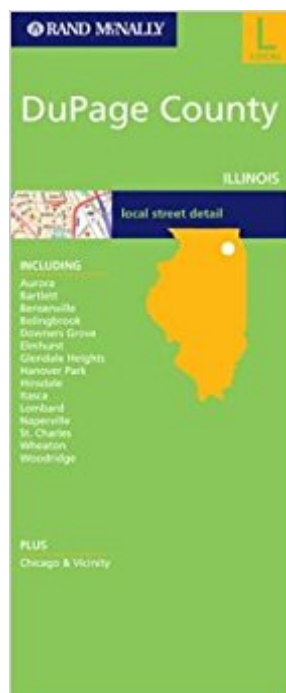 RAND McNALLY
L
LOCAL
DuPage County
ILLINOIS
local street detail
INCLUDING
Aurora
Bartlett
Bensenville
Bolingbrook
Downers Grove
Elmhurst
Glendale Heights
Hanover Park
Hinsdale
Itasca
Lombard
Naperville
St. Charles
Wheaton
Woodridge
PLUS
Chicago & Vicinity